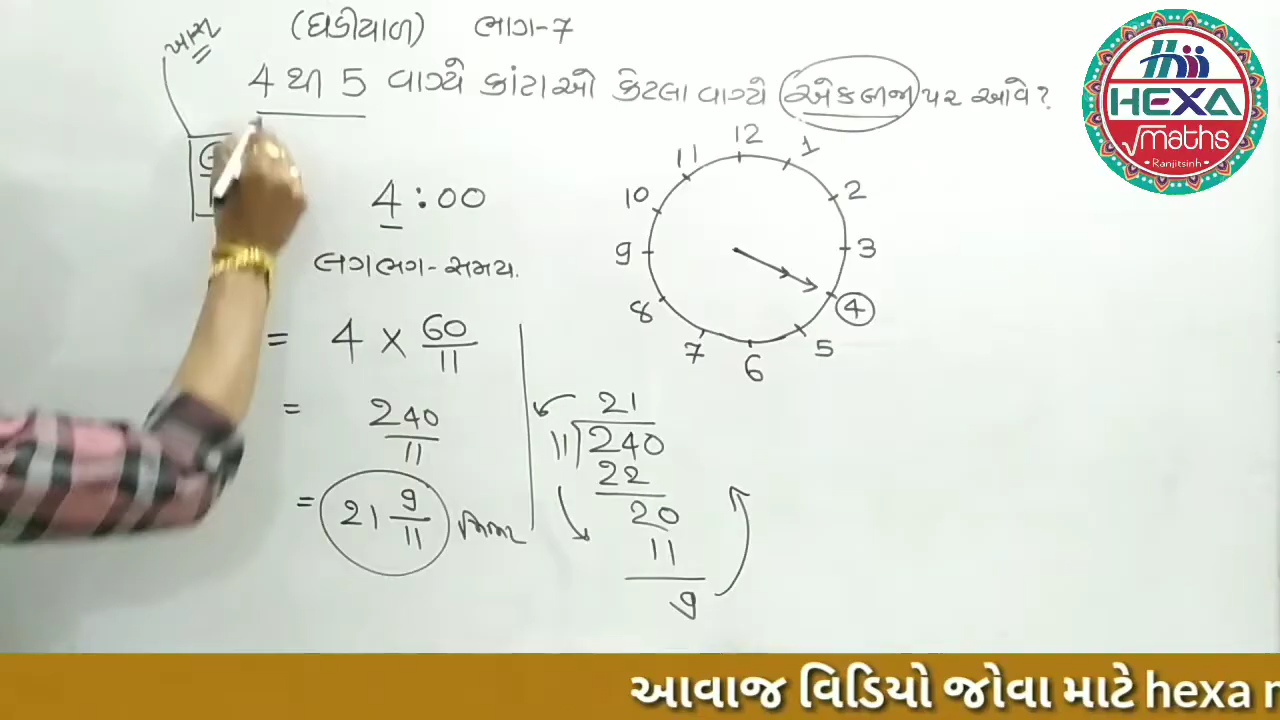 (ઘડીયાળ) ભાગ-7
ખાસ
4 થી 5 વાગ્યે કાંટાઓ કેટલા વાગ્યે એકબીજા પર આવે ?
4 : 00
લગભગ - સમય.
= 4 × 60/11
= 240/11
= 21 9/11 મિનિટ
21
11 240
22
20
11
9
12
1
2
3
4
5
6
7
8
9
10
11
HEXA
√maths
Ranjitsinh
આવાજ વિડિયો જોવા માટે hexa